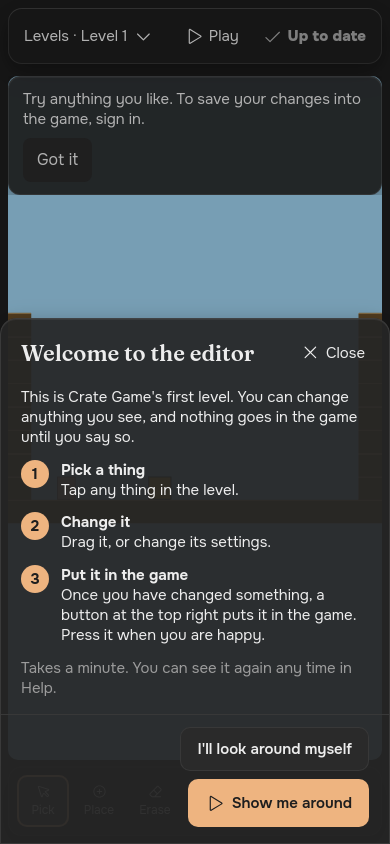 Levels · Level 1
Play
Up to date
Try anything you like. To save your changes into
the game, sign in.
Got it
Welcome to the editor
Close
This is Crate Game's first level. You can change
anything you see, and nothing goes in the game
until you say so.
1
Pick a thing
Tap any thing in the level.
2
Change it
Drag it, or change its settings.
3
Put it in the game
Once you have changed something, a
button at the top right puts it in the game.
Press it when you are happy.
Takes a minute. You can see it again any time in
Help.
I'll look around myself
Pick
Place
Erase
Show me around